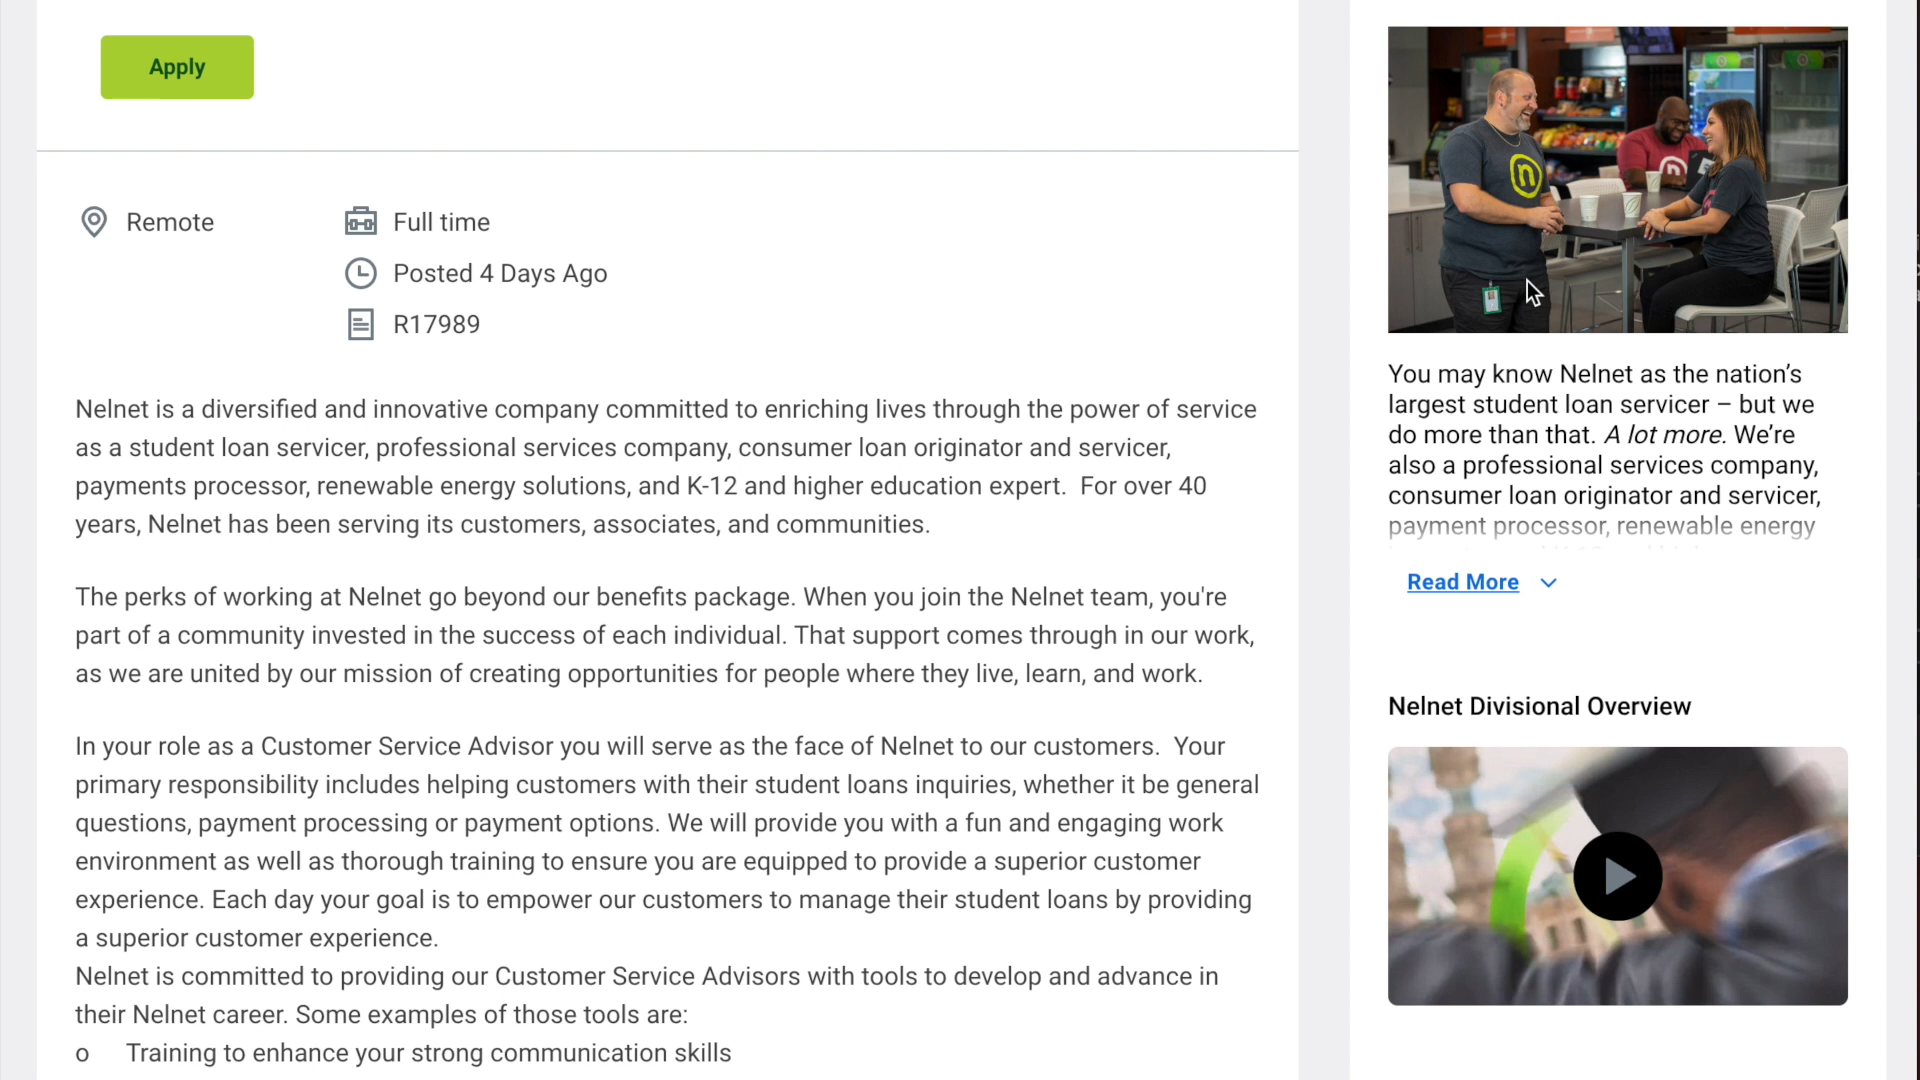 Apply
Remote
Full time
Posted 4 Days Ago
R17989
Nelnet is a diversified and innovative company committed to enriching lives through the power of service
as a student loan servicer, professional services company, consumer loan originator and servicer,
payments processor, renewable energy solutions, and K-12 and higher education expert.  For over 40
years, Nelnet has been serving its customers, associates, and communities.
The perks of working at Nelnet go beyond our benefits package. When you join the Nelnet team, you're
part of a community invested in the success of each individual. That support comes through in our work,
as we are united by our mission of creating opportunities for people where they live, learn, and work.
In your role as a Customer Service Advisor you will serve as the face of Nelnet to our customers.  Your
primary responsibility includes helping customers with their student loans inquiries, whether it be general
questions, payment processing or payment options. We will provide you with a fun and engaging work
environment as well as thorough training to ensure you are equipped to provide a superior customer
experience. Each day your goal is to empower our customers to manage their student loans by providing
a superior customer experience.
Nelnet is committed to providing our Customer Service Advisors with tools to develop and advance in
their Nelnet career. Some examples of those tools are:
o Training to enhance your strong communication skills
n
You may know Nelnet as the nation’s
largest student loan servicer – but we
do more than that. A lot more. We’re
also a professional services company,
consumer loan originator and servicer,
payment processor, renewable energy
Read More
Nelnet Divisional Overview